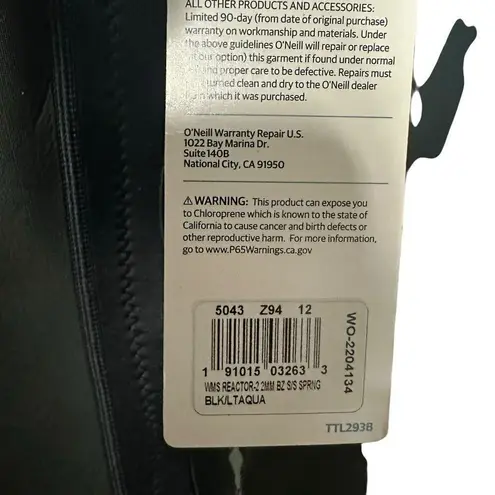 ALL OTHER PRODUCTS AND ACCESSORIES:
Limited 90-day (from date of original purchase)
warranty on workmanship and materials. Under
the above guidelines O'Neill will repair or replace
our option) this garment if found under normal
and proper care to be defective. Repairs must
clean and dry to the O'Neill dealer
which it was purchased.
O'Neill Warranty Repair U.S.
1022 Bay Marina Dr.
Suite 140B
National City, CA 91950
⚠ WARNING: This product can expose you
to Chloroprene which is known to the state of
California to cause cancer and birth defects or
other reproductive harm. For more information,
go to www.P65Warnings.ca.gov
5043 Z94 12
1 91015 03263 3
WMS REACTOR-2 2MM BZ S/S SPRNG
BLK/LTAQUA
WO-2204134
TTL293B